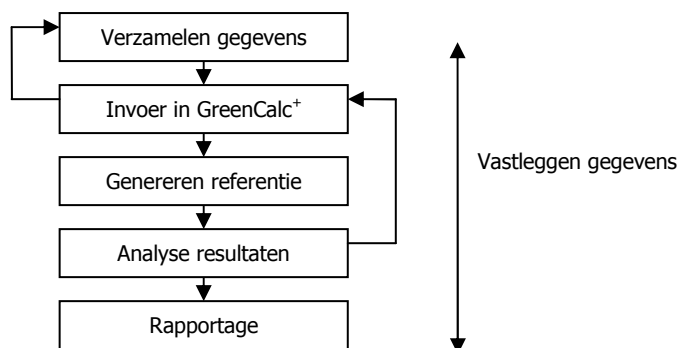 Verzamelen gegevens
Invoer in GreenCalc⁺
Genereren referentie
Vastleggen gegevens
Analyse resultaten
Rapportage